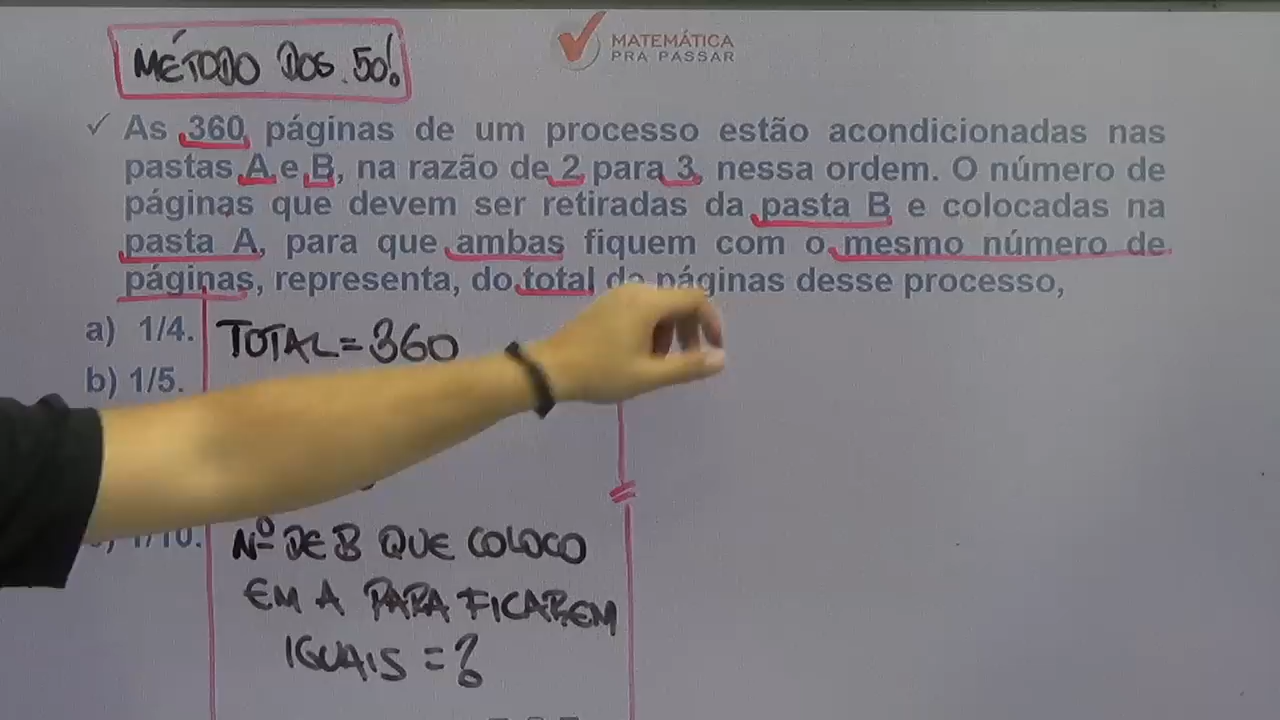 MÉTODO DOS 50!
MATEMÁTICA
PRA PASSAR
✓ As 360 páginas de um processo estão acondicionadas nas
pastas A e B, na razão de 2 para 3, nessa ordem. O número de
páginas que devem ser retiradas da pasta B e colocadas na
pasta A, para que ambas fiquem com o mesmo número de
páginas, representa, do total de páginas desse processo,
a) 1/4.
TOTAL = 360
b) 1/5.
1/10.
Nº DE B QUE COLOCO
EM A PARA FICAREM
IGUAIS = ?